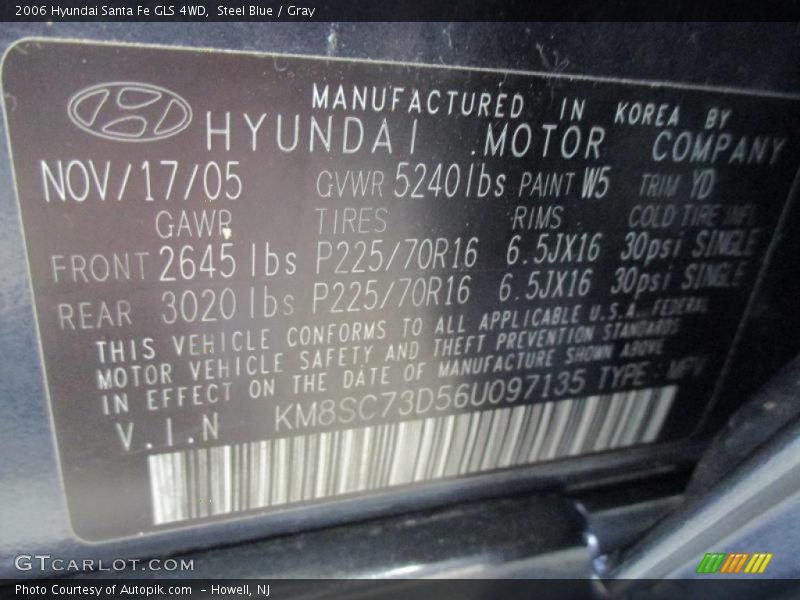 2006 Hyundai Santa Fe GLS 4WD,  Steel Blue / Gray
MANUFACTURED IN KOREA BY
HYUNDAI MOTOR COMPANY
NOV/17/05 GVWR 5240lbs PAINT W5 TRIM YD
GAWR TIRES RIMS COLD TIRE INFL
FRONT 2645 lbs P225/70R16 6.5JX16 30psi SINGLE
REAR 3020 lbs P225/70R16 6.5JX16 30psi SINGLE
THIS VEHICLE CONFORMS TO ALL APPLICABLE U.S.A. FEDERAL
MOTOR VEHICLE SAFETY AND THEFT PREVENTION STANDARDS
IN EFFECT ON THE DATE OF MANUFACTURE SHOWN ABOVE
V.I.N KM8SC73D56U097135 TYPE : MPV
GTCARLOT.COM
Photo Courtesy of Autopik.com  - Howell, NJ